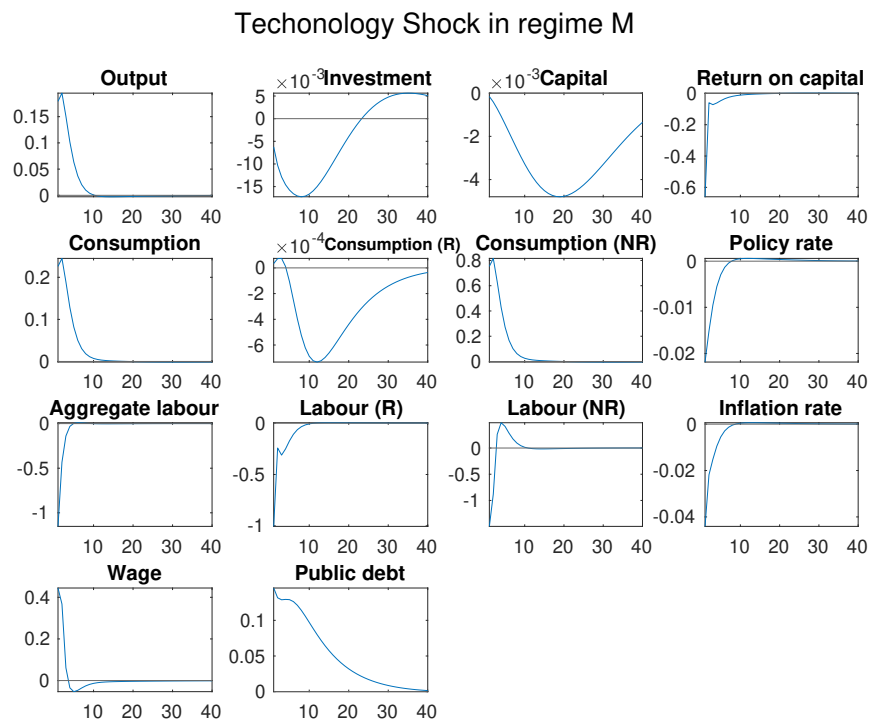 Techonology Shock in regime M
Output
0.15
0.1
0.05
0
10 20 30 40
×10⁻³ Investment
5
0
-5
-10
-15
10 20 30 40
×10⁻³ Capital
0
-2
-4
10 20 30 40
Return on capital
0
-0.2
-0.4
-0.6
10 20 30 40
Consumption
0.2
0.1
0
10 20 30 40
×10⁻⁴ Consumption (R)
0
-2
-4
-6
10 20 30 40
Consumption (NR)
0.8
0.6
0.4
0.2
0
10 20 30 40
Policy rate
0
-0.01
-0.02
10 20 30 40
Aggregate labour
0
-0.5
-1
10 20 30 40
Labour (R)
0
-0.5
-1
10 20 30 40
Labour (NR)
0
-0.5
-1
10 20 30 40
Inflation rate
0
-0.02
-0.04
10 20 30 40
Wage
0.4
0.2
0
10 20 30 40
Public debt
0.1
0.05
0
10 20 30 40